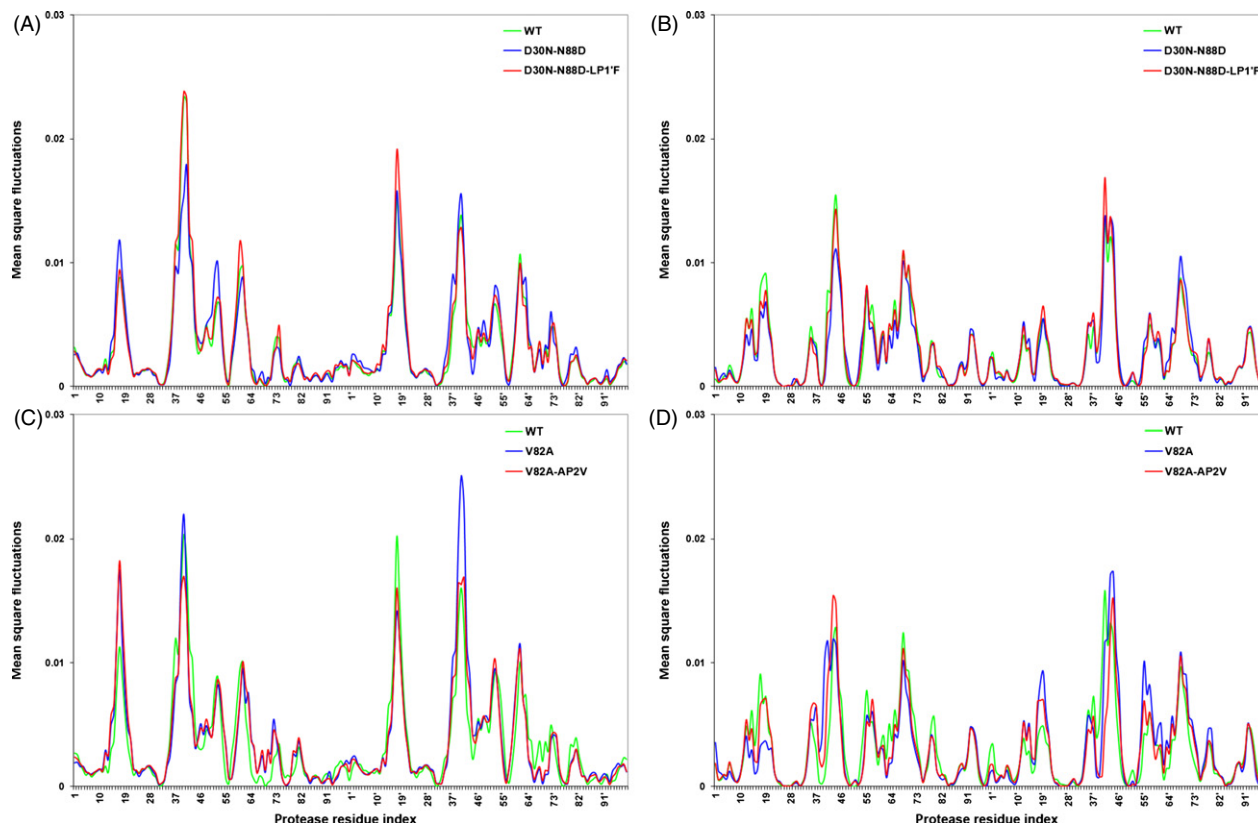 (A)
Mean square fluctuations
0.03
0.02
0.01
0
WT
D30N-N88D
D30N-N88D-LP1'F
1 10 19 28 37 46 55 64 73 82 91 1' 10' 19' 28' 37' 46' 55' 64' 73' 82' 91'
(B)
Mean square fluctuations
0.03
0.02
0.01
0
WT
D30N-N88D
D30N-N88D-LP1'F
1 10 19 28 37 46 55 64 73 82 91 1' 10' 19' 28' 37' 46' 55' 64' 73' 82' 91'
(C)
Mean square fluctuations
0.03
0.02
0.01
0
WT
V82A
V82A-AP2V
1 10 19 28 37 46 55 64 73 82 91 1' 10' 19' 28' 37' 46' 55' 64' 73' 82' 91'
Protease residue index
(D)
Mean square fluctuations
0.03
0.02
0.01
0
WT
V82A
V82A-AP2V
1 10 19 28 37 46 55 64 73 82 91 1' 10' 19' 28' 37' 46' 55' 64' 73' 82' 91'
Protease residue index